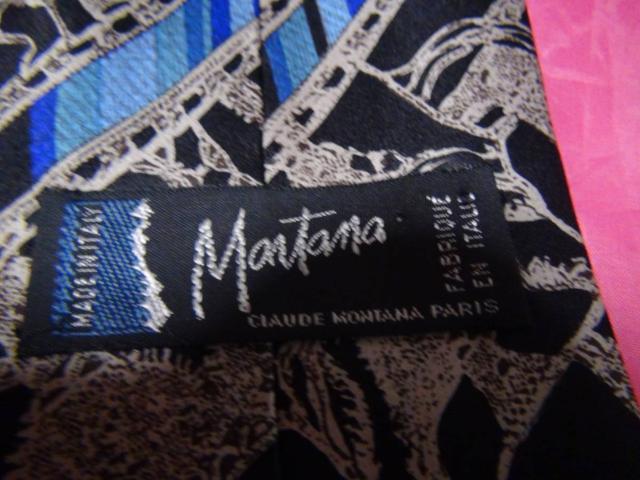 MADE IN ITALY
Montana
CLAUDE MONTANA PARIS
FABRIQUÉ
EN ITALIE